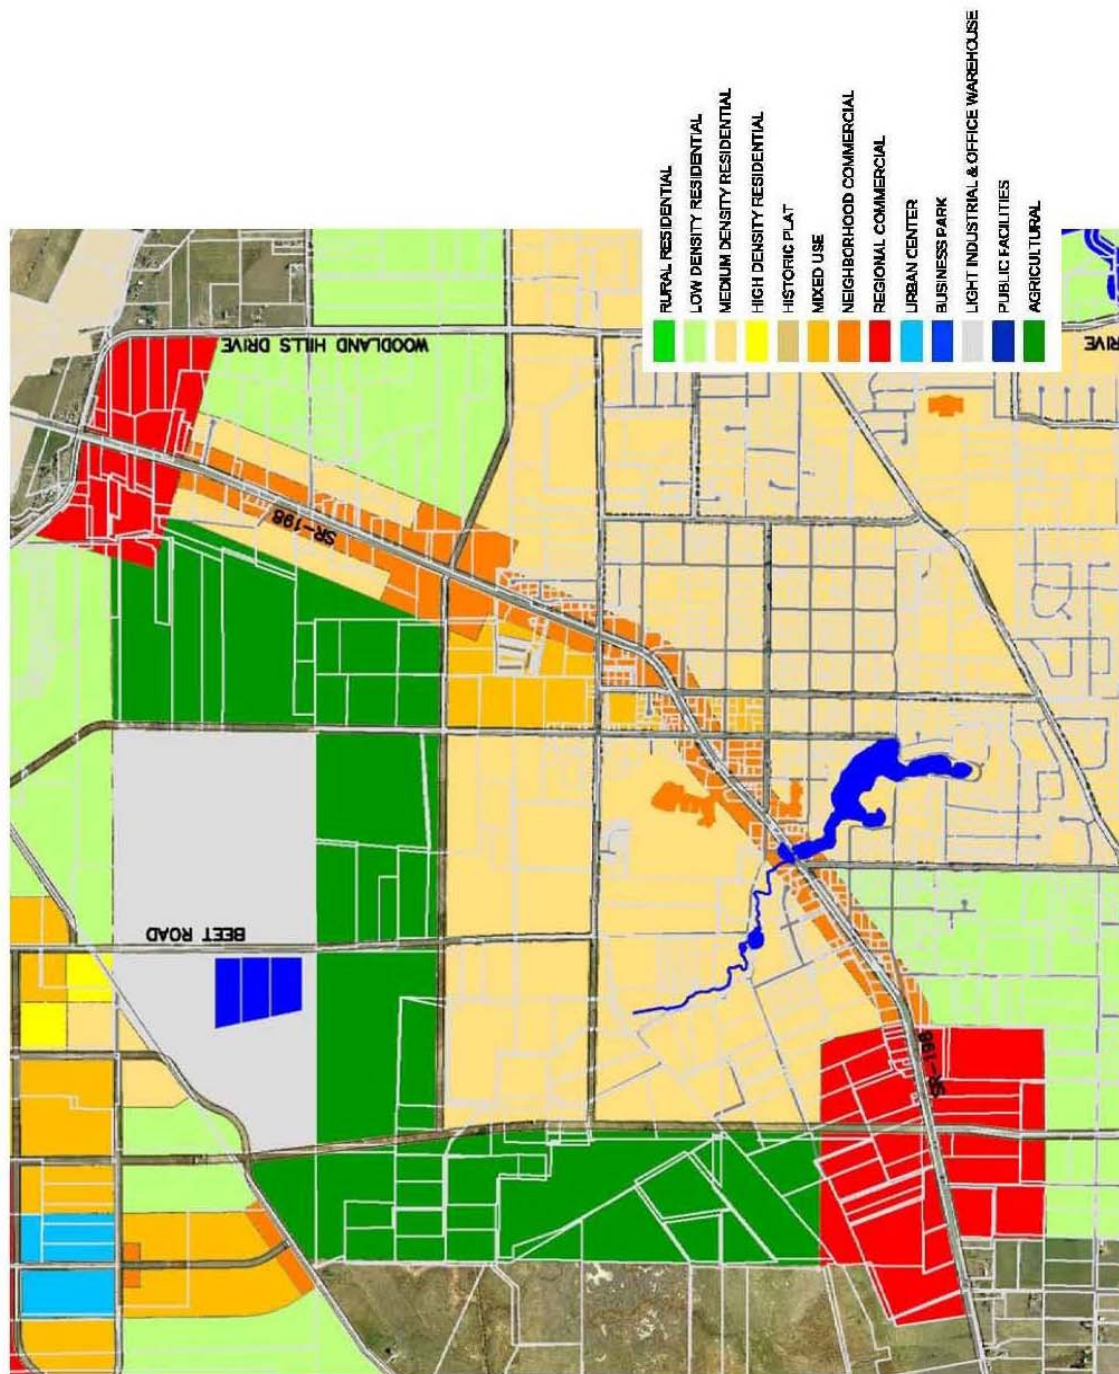 RURAL RESIDENTIAL
LOW DENSITY RESIDENTIAL
MEDIUM DENSITY RESIDENTIAL
HIGH DENSITY RESIDENTIAL
HISTORIC PLAT
MIXED USE
NEIGHBORHOOD COMMERCIAL
REGIONAL COMMERCIAL
URBAN CENTER
BUSINESS PARK
LIGHT INDUSTRIAL & OFFICE WAREHOUSE
PUBLIC FACILITIES
AGRICULTURAL
WOODLAND HILLS DRIVE
SR-198
BEET ROAD
SR-198
RIVE